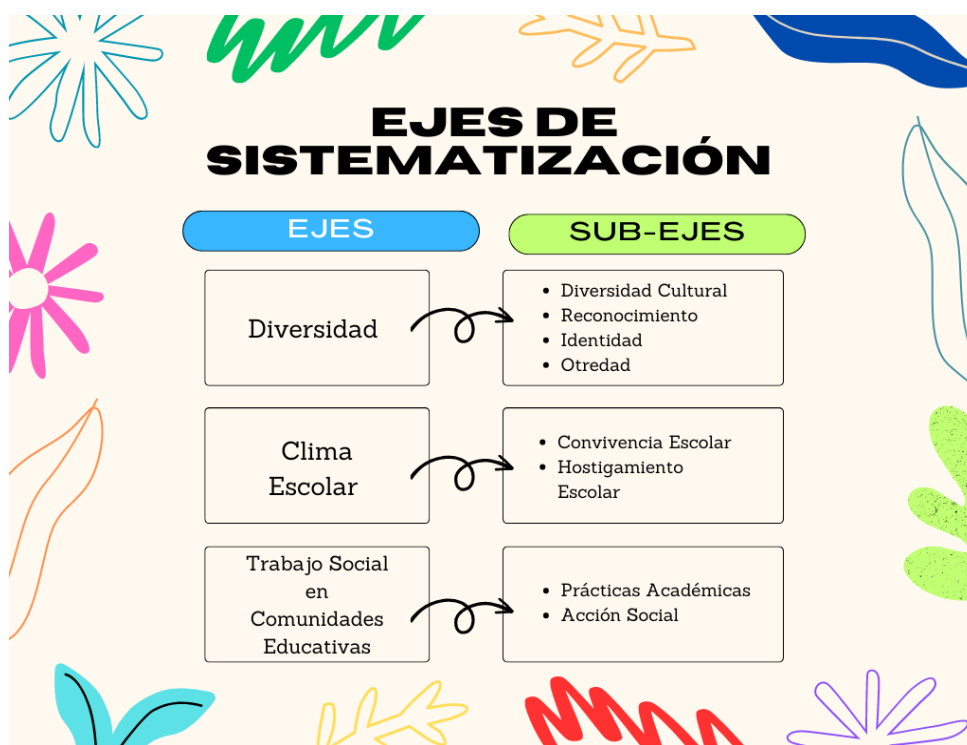 EJES DE
SISTEMATIZACIÓN
EJES
SUB-EJES
Diversidad
• Diversidad Cultural
• Reconocimiento
• Identidad
• Otredad
Clima
Escolar
• Convivencia Escolar
• Hostigamiento
Escolar
Trabajo Social
en
Comunidades
Educativas
• Prácticas Académicas
• Acción Social